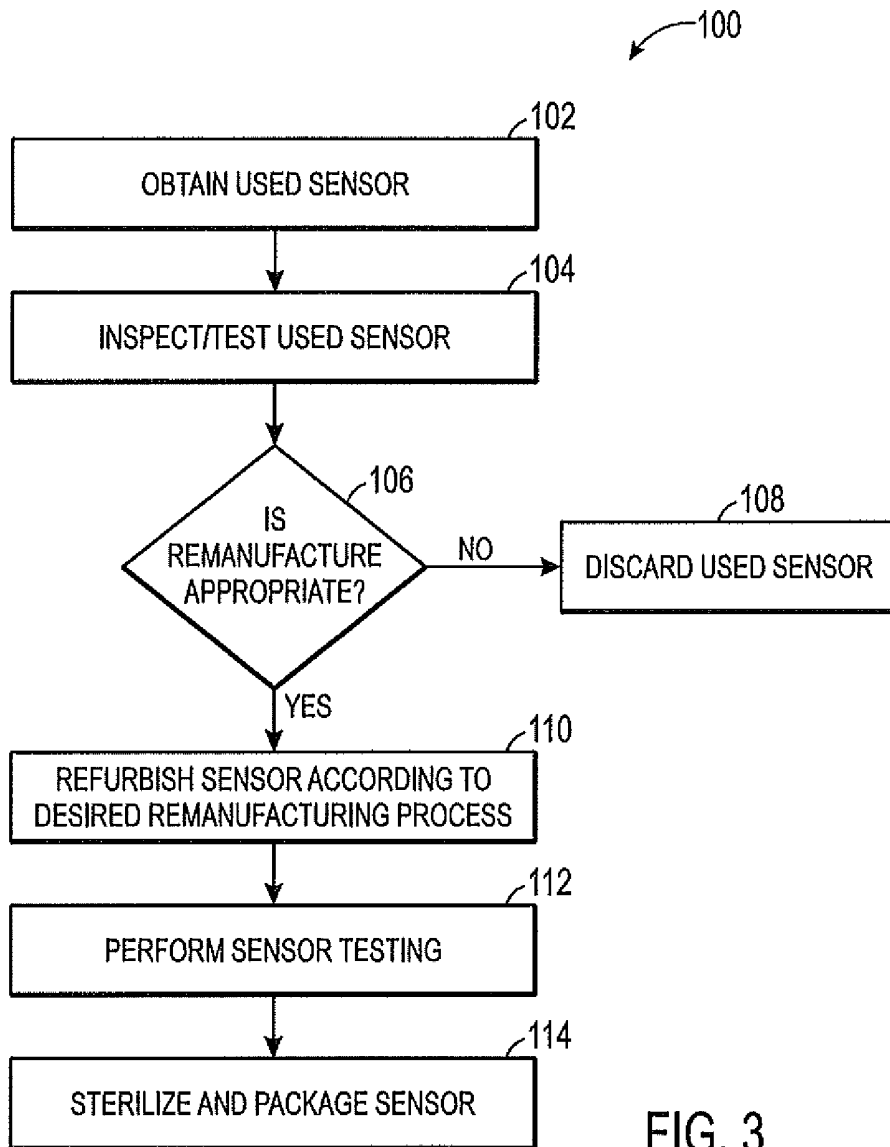 100
102
OBTAIN USED SENSOR
104
INSPECT/TEST USED SENSOR
106
IS
REMANUFACTURE
APPROPRIATE?
NO
108
DISCARD USED SENSOR
YES
110
REFURBISH SENSOR ACCORDING TO
DESIRED REMANUFACTURING PROCESS
112
PERFORM SENSOR TESTING
114
STERILIZE AND PACKAGE SENSOR
FIG. 3